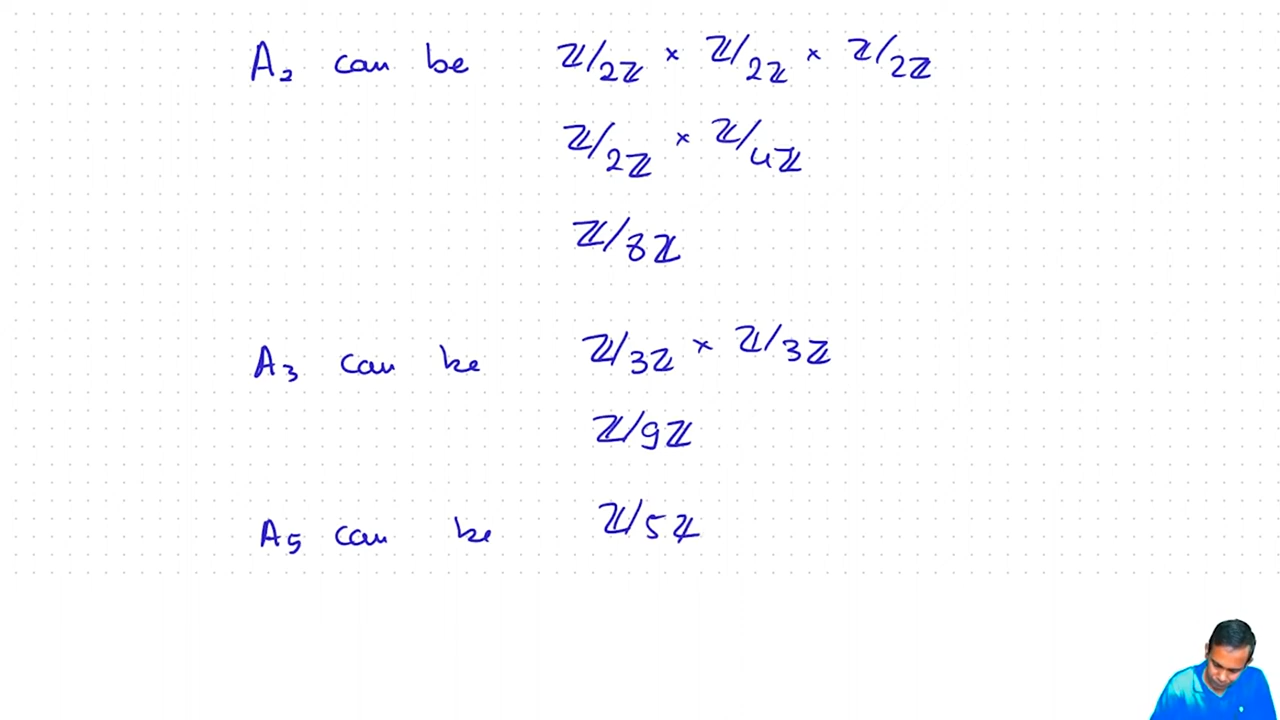 A₂ can be ℤ/2ℤ × ℤ/2ℤ × ℤ/2ℤ
ℤ/2ℤ × ℤ/4ℤ
ℤ/8ℤ
A₃ can be ℤ/3ℤ × ℤ/3ℤ
ℤ/9ℤ
A₅ can be ℤ/5ℤ